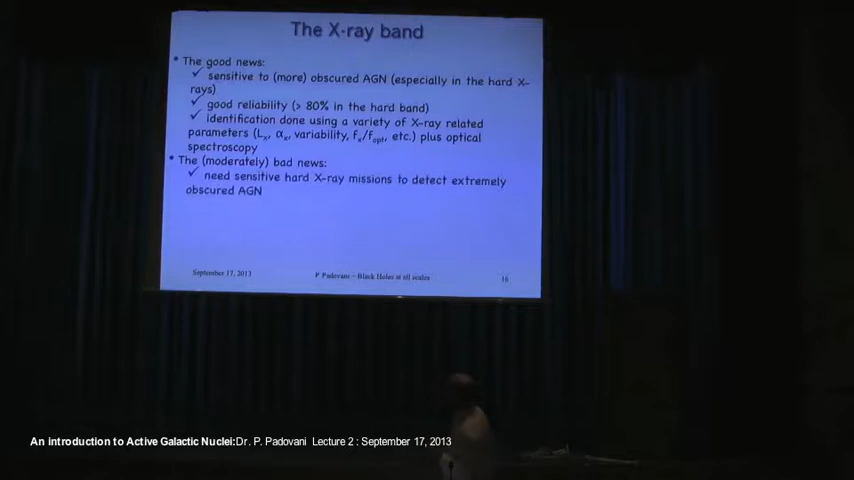 The X-ray band
• The good news:
✓ sensitive to (more) obscured AGN (especially in the hard X-
rays)
✓ good reliability (> 80% in the hard band)
✓ identification done using a variety of X-ray related
parameters (Lx, αx, variability, fx/fopt, etc.) plus optical
spectroscopy
• The (moderately) bad news:
✓ need sensitive hard X-ray missions to detect extremely
obscured AGN
September 17, 2013 P. Padovani – Black Holes at all scales 16
An introduction to Active Galactic Nuclei:Dr. P. Padovani Lecture 2 : September 17, 2013